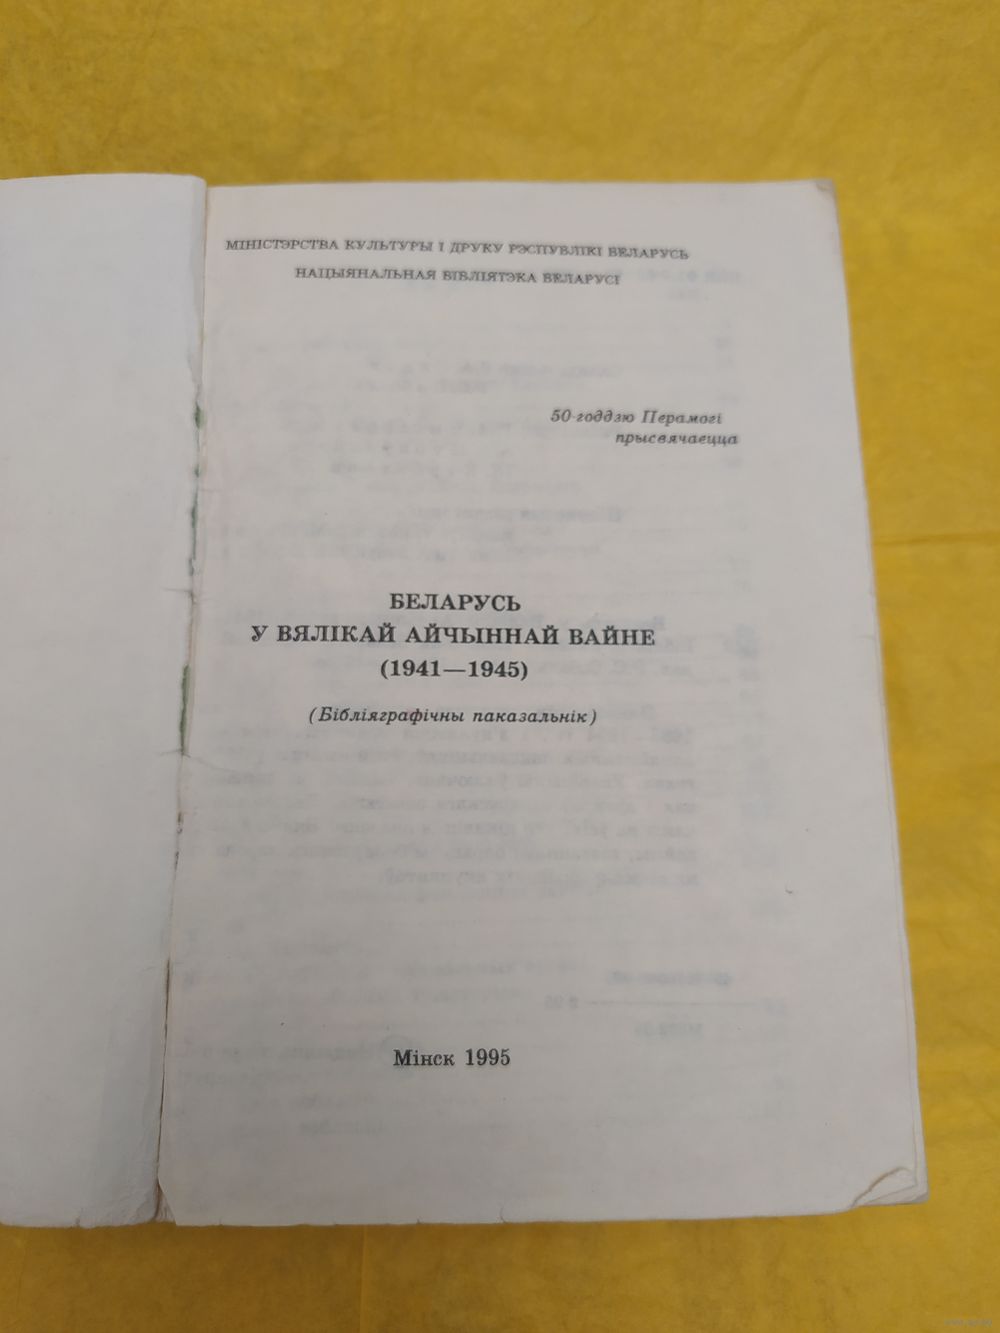 МІНІСТЭРСТВА КУЛЬТУРЫ І ДРУКУ РЭСПУБЛІКІ БЕЛАРУСЬ
НАЦЫЯНАЛЬНАЯ БІБЛІЯТЭКА БЕЛАРУСІ
50-годдзю Перамогі
прысвячаецца
БЕЛАРУСЬ
У ВЯЛІКАЙ АЙЧЫННАЙ ВАЙНЕ
(1941—1945)
(Бібліяграфічны паказальнік)
Мінск 1995